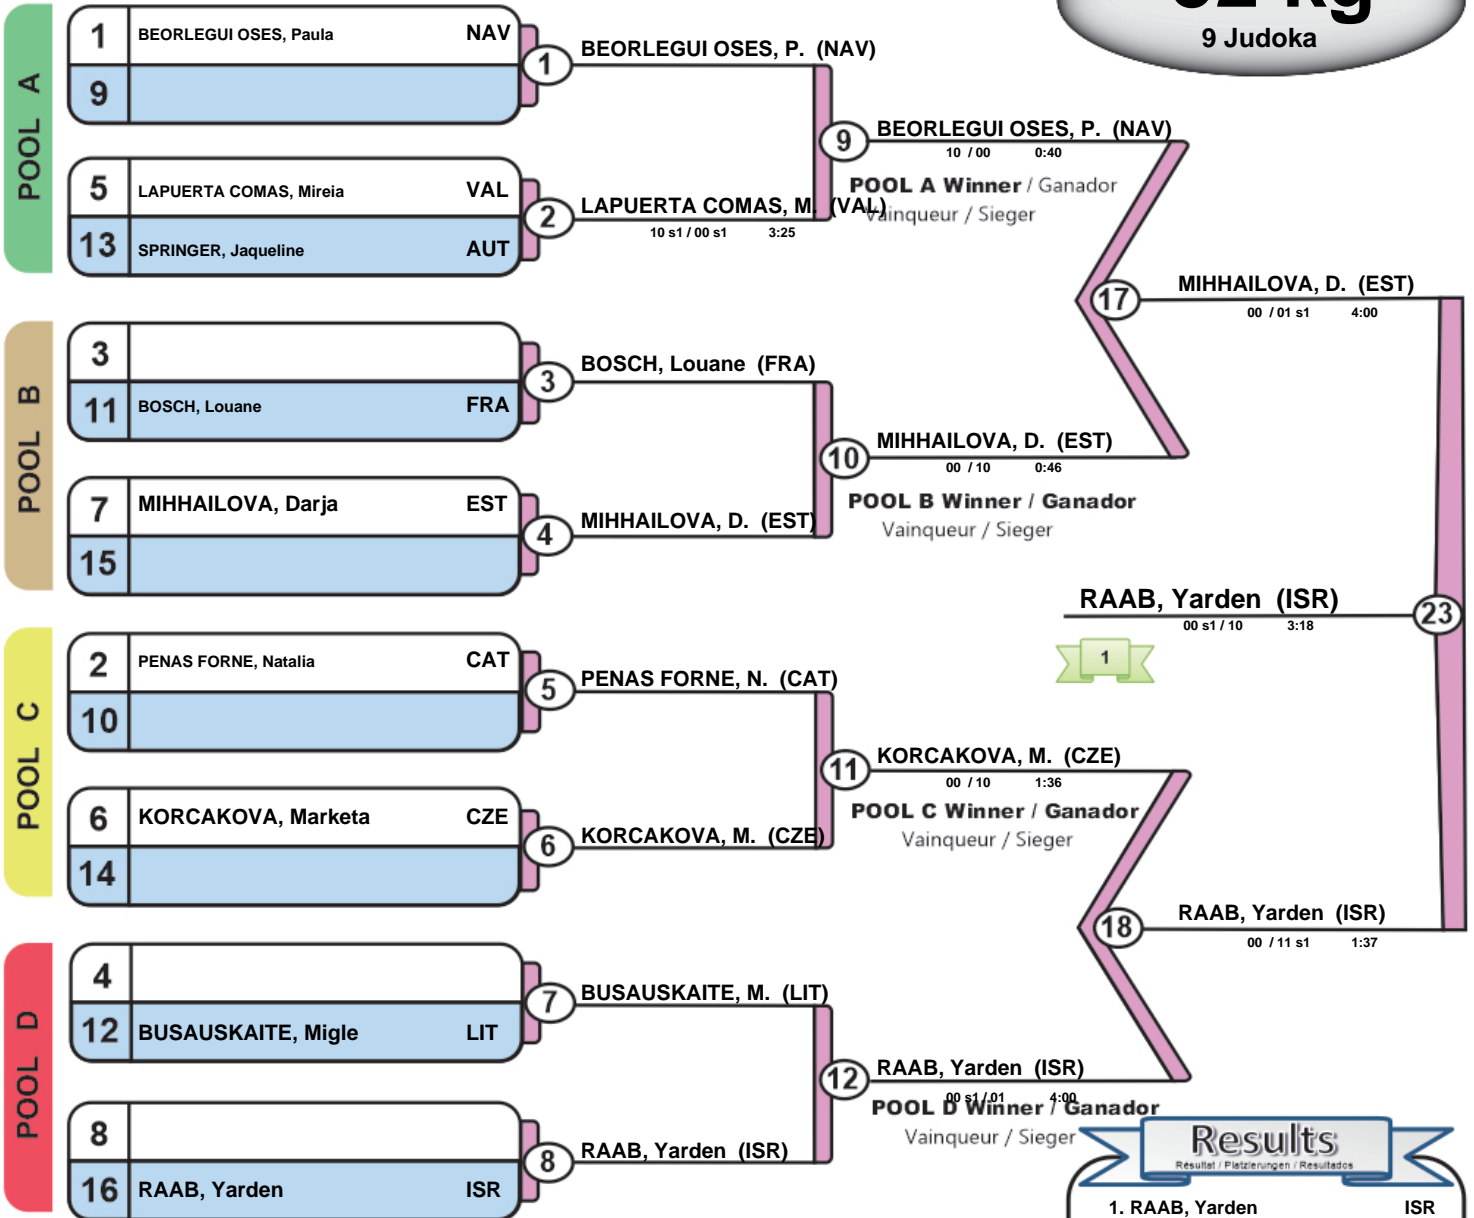 9 Judoka
POOL A
1 BEORLEGUI OSES, Paula NAV
9
5 LAPUERTA COMAS, Mireia VAL
13 SPRINGER, Jaqueline AUT
1 BEORLEGUI OSES, P. (NAV)
2 LAPUERTA COMAS, M. (VAL)
10 s1 / 00 s1 3:25
9 BEORLEGUI OSES, P. (NAV)
10 / 00 0:40
POOL A Winner / Ganador
Vainqueur / Sieger
POOL B
3
11 BOSCH, Louane FRA
7 MIHHAILOVA, Darja EST
15
3 BOSCH, Louane (FRA)
4 MIHHAILOVA, D. (EST)
10 MIHHAILOVA, D. (EST)
00 / 10 0:46
POOL B Winner / Ganador
Vainqueur / Sieger
17 MIHHAILOVA, D. (EST)
00 / 01 s1 4:00
POOL C
2 PENAS FORNE, Natalia CAT
10
6 KORCAKOVA, Marketa CZE
14
5 PENAS FORNE, N. (CAT)
6 KORCAKOVA, M. (CZE)
11 KORCAKOVA, M. (CZE)
00 / 10 1:36
POOL C Winner / Ganador
Vainqueur / Sieger
POOL D
4
12 BUSAUSKAITE, Migle LIT
8
16 RAAB, Yarden ISR
7 BUSAUSKAITE, M. (LIT)
8 RAAB, Yarden (ISR)
12 RAAB, Yarden (ISR)
00 s1 / 01 4:00
POOL D Winner / Ganador
Vainqueur / Sieger
18 RAAB, Yarden (ISR)
00 / 11 s1 1:37
RAAB, Yarden (ISR) 23
00 s1 / 10 3:18
1
Results
Résultat / Platzierungen / Resultados
1. RAAB, Yarden ISR